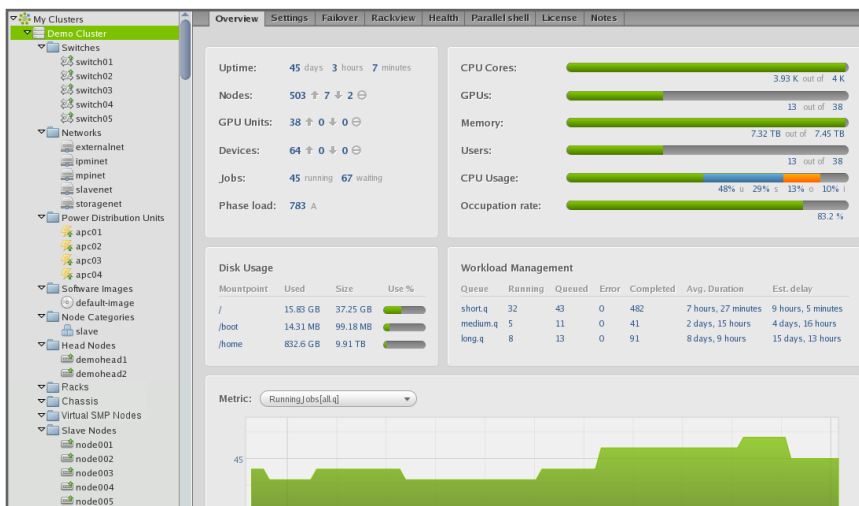 My Clusters
Demo Cluster
Switches
switch01
switch02
switch03
switch04
switch05
Networks
externalnet
ipminet
mpinet
slavenet
storagenet
Power Distribution Units
apc01
apc02
apc03
apc04
Software Images
default-image
Node Categories
slave
Head Nodes
demohead1
demohead2
Racks
Chassis
Virtual SMP Nodes
Slave Nodes
node001
node002
node003
node004
node005
Overview Settings Failover Rackview Health Parallel shell License Notes
Uptime: 45 days 3 hours 7 minutes
Nodes: 503 7 2
GPU Units: 38 0 0
Devices: 64 0 0
Jobs: 45 running 67 waiting
Phase load: 783 A
CPU Cores:
3.93 K out of 4 K
GPUs:
13 out of 38
Memory:
7.32 TB out of 7.45 TB
Users:
13 out of 38
CPU Usage:
48% u 29% s 13% o 10% i
Occupation rate:
83.2 %
Disk Usage
Mountpoint Used Size Use %
/ 15.83 GB 37.25 GB
/boot 14.31 MB 99.18 MB
/home 832.6 GB 9.91 TB
Workload Management
Queue Running Queued Error Completed Avg. Duration Est. delay
short.q 32 43 0 482 7 hours, 27 minutes 9 hours, 5 minutes
medium.q 5 11 0 41 2 days, 15 hours 4 days, 16 hours
long.q 8 13 0 91 8 days, 9 hours 15 days, 13 hours
Metric: RunningJobs[all.q]
45